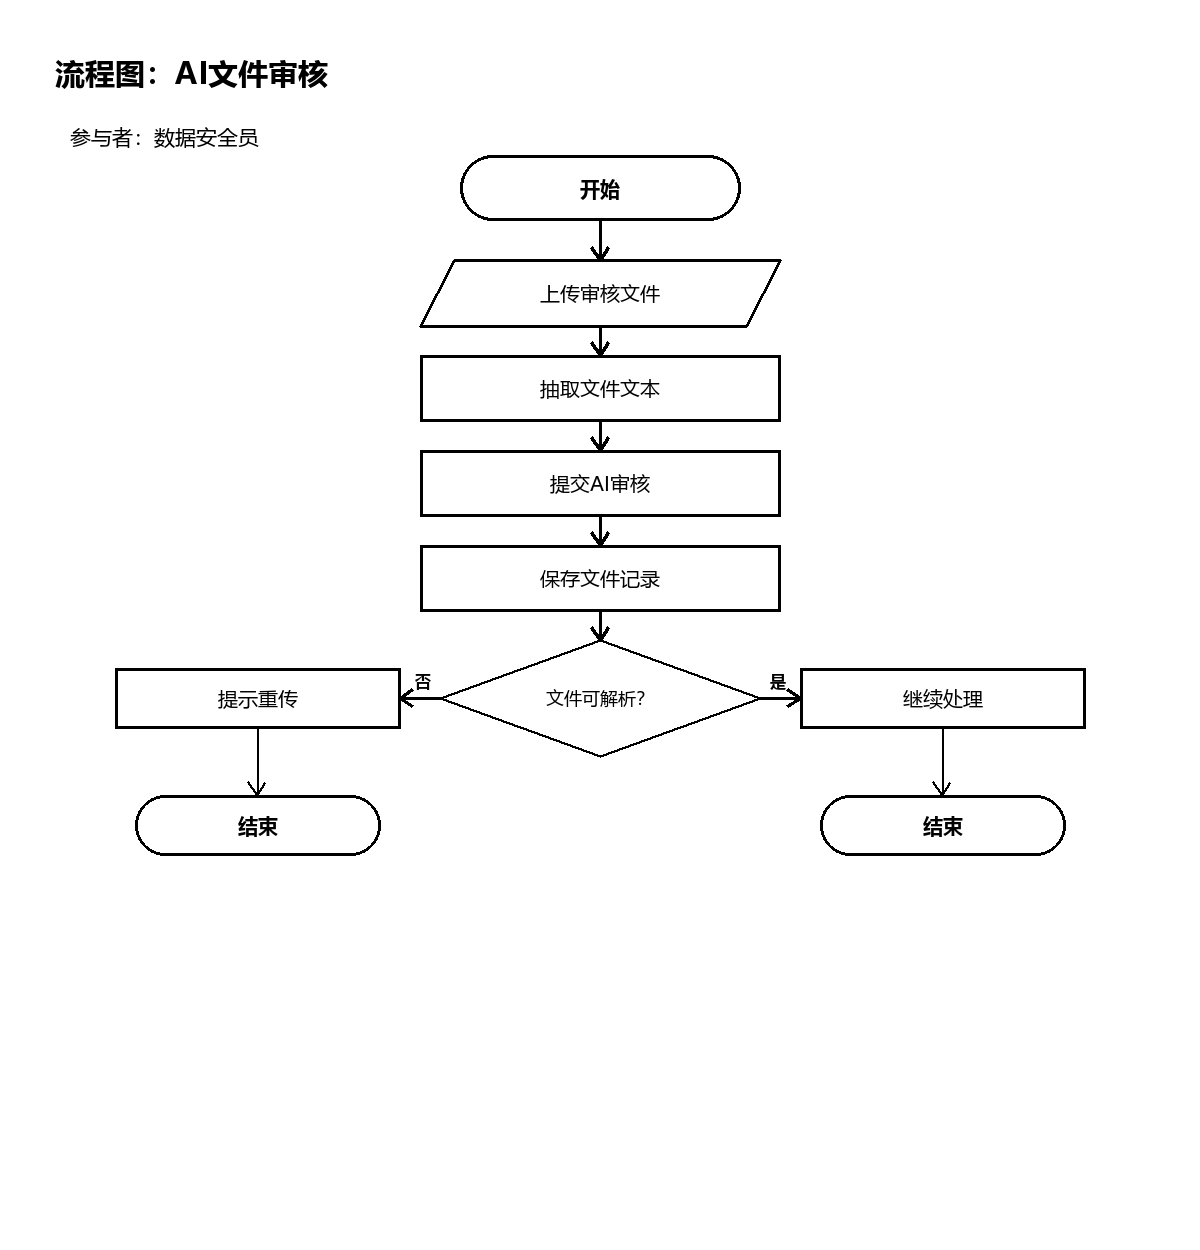 流程图：AI文件审核
参与者：数据安全员
开始
上传审核文件
抽取文件文本
提交AI审核
保存文件记录
否
是
提示重传
文件可解析？
继续处理
结束
结束